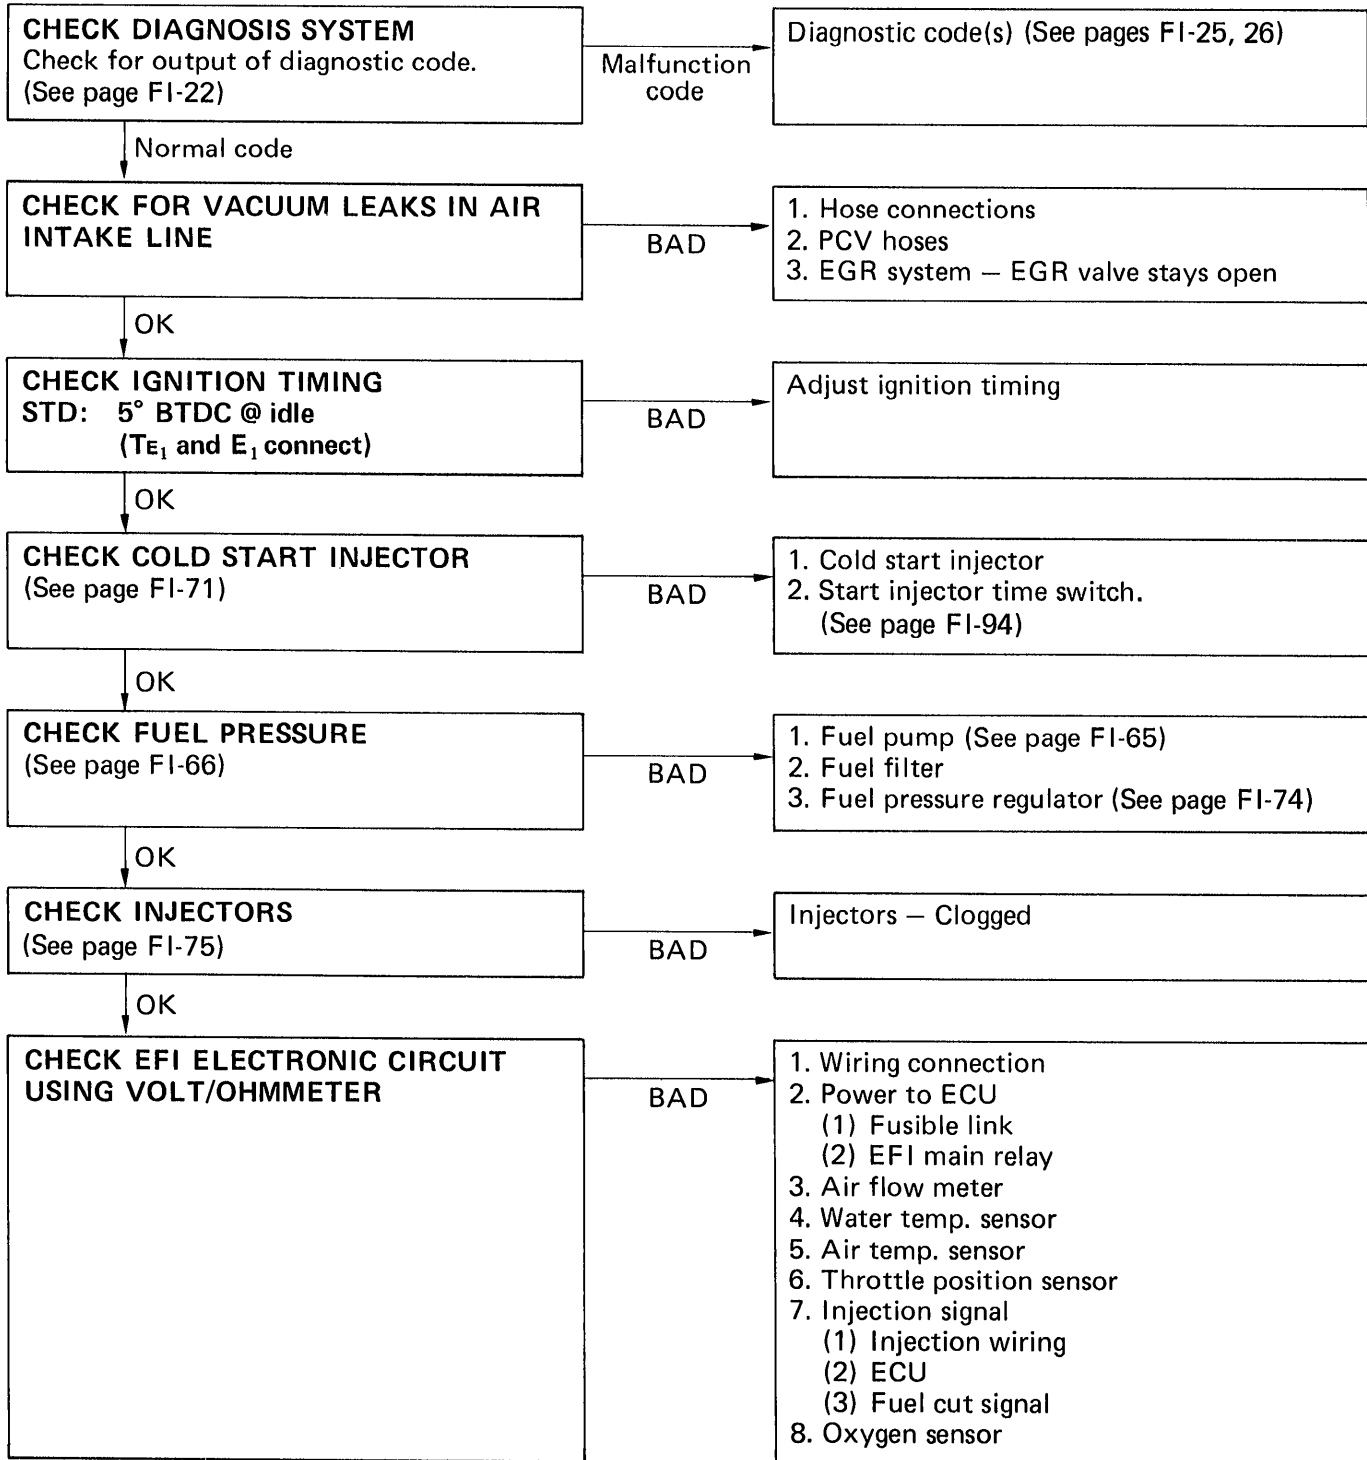 CHECK DIAGNOSIS SYSTEM
Check for output of diagnostic code.
(See page FI-22)
Malfunction
code
Diagnostic code(s) (See pages FI-25, 26)
Normal code
CHECK FOR VACUUM LEAKS IN AIR
INTAKE LINE
BAD
1. Hose connections
2. PCV hoses
3. EGR system — EGR valve stays open
OK
CHECK IGNITION TIMING
STD: 5° BTDC @ idle
(TE₁ and E₁ connect)
BAD
Adjust ignition timing
OK
CHECK COLD START INJECTOR
(See page FI-71)
BAD
1. Cold start injector
2. Start injector time switch.
(See page FI-94)
OK
CHECK FUEL PRESSURE
(See page FI-66)
BAD
1. Fuel pump (See page FI-65)
2. Fuel filter
3. Fuel pressure regulator (See page FI-74)
OK
CHECK INJECTORS
(See page FI-75)
BAD
Injectors — Clogged
OK
CHECK EFI ELECTRONIC CIRCUIT
USING VOLT/OHMMETER
BAD
1. Wiring connection
2. Power to ECU
(1) Fusible link
(2) EFI main relay
3. Air flow meter
4. Water temp. sensor
5. Air temp. sensor
6. Throttle position sensor
7. Injection signal
(1) Injection wiring
(2) ECU
(3) Fuel cut signal
8. Oxygen sensor